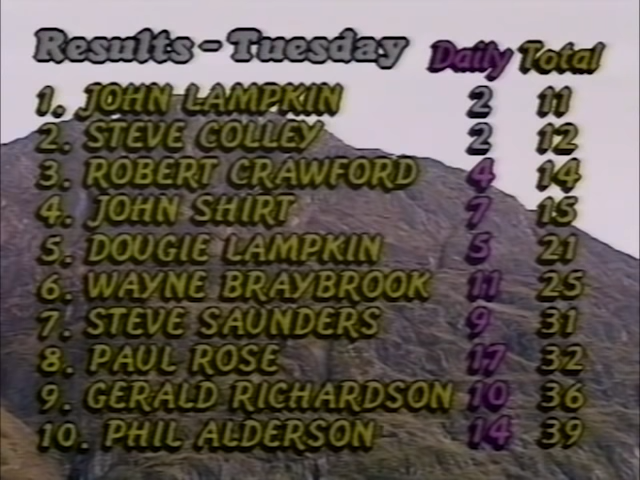 Results - Tuesday Daily Total
1. JOHN LAMPKIN 2 11
2. STEVE COLLEY 2 12
3. ROBERT CRAWFORD 4 14
4. JOHN SHIRT 7 15
5. DOUGIE LAMPKIN 5 21
6. WAYNE BRAYBROOK 11 25
7. STEVE SAUNDERS 9 31
8. PAUL ROSE 17 32
9. GERALD RICHARDSON 10 36
10. PHIL ALDERSON 14 39